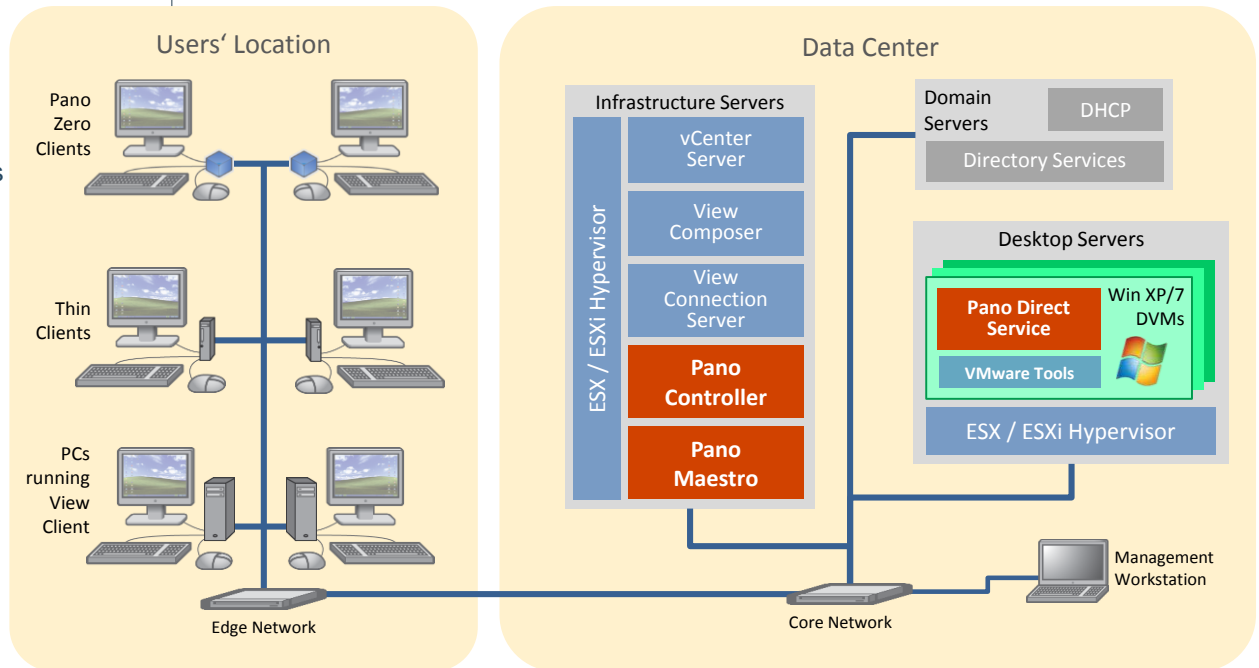 Users‘ Location
Pano
Zero
Clients
s
Thin
Clients
PCs
running
View
Client
Edge Network
Data Center
Infrastructure Servers
ESX / ESXi Hypervisor
vCenter
Server
View
Composer
View
Connection
Server
Pano
Controller
Pano
Maestro
Domain
Servers
DHCP
Directory Services
Desktop Servers
Win XP/7
DVMs
Pano Direct
Service
VMware Tools
ESX / ESXi Hypervisor
Management
Workstation
Core Network